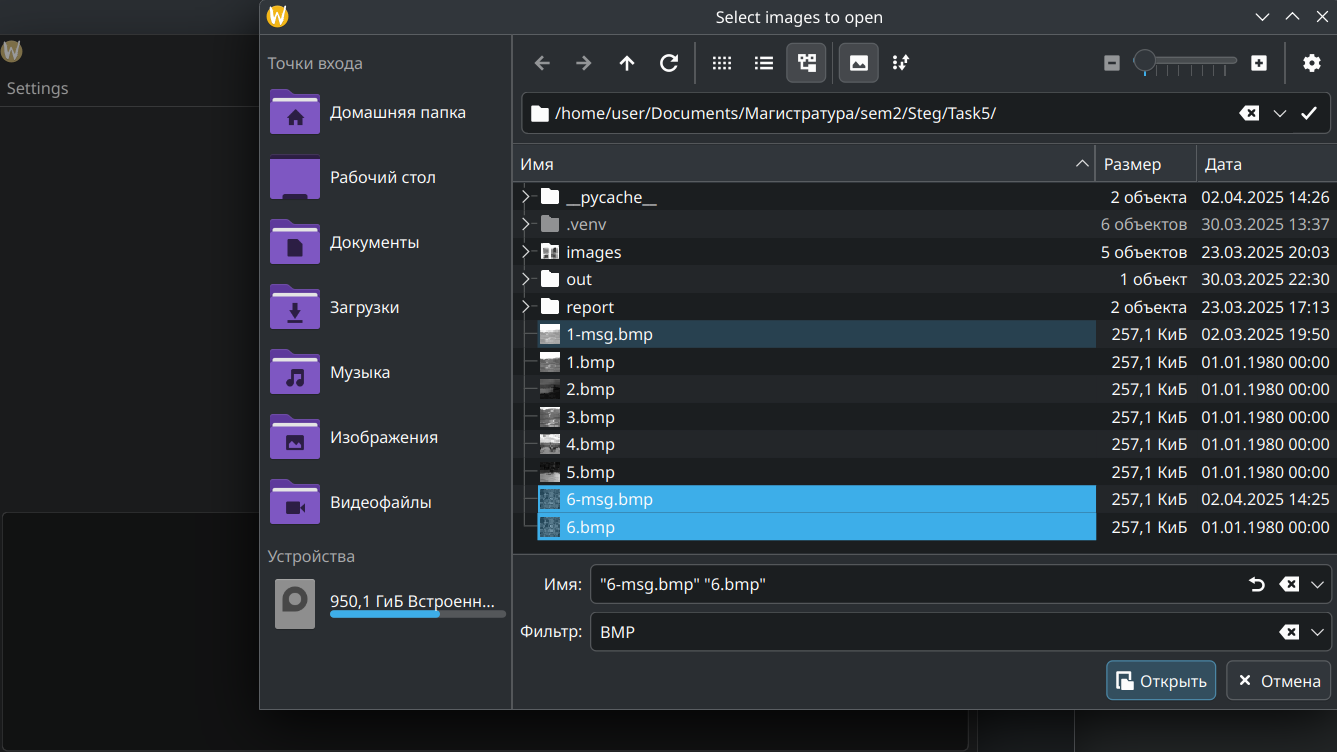 Select images to open
Settings
Точки входа
Домашняя папка
Рабочий стол
Документы
Загрузки
Музыка
Изображения
Видеофайлы
Устройства
950,1 ГиБ Встроенн...
/home/user/Documents/Магистратура/sem2/Steg/Task5/
Имя Размер Дата
__pycache__ 2 объекта 02.04.2025 14:26
.venv 6 объектов 30.03.2025 13:37
images 5 объектов 23.03.2025 20:03
out 1 объект 30.03.2025 22:30
report 2 объекта 23.03.2025 17:13
1-msg.bmp 257,1 КиБ 02.03.2025 19:50
1.bmp 257,1 КиБ 01.01.1980 00:00
2.bmp 257,1 КиБ 01.01.1980 00:00
3.bmp 257,1 КиБ 01.01.1980 00:00
4.bmp 257,1 КиБ 01.01.1980 00:00
5.bmp 257,1 КиБ 01.01.1980 00:00
6-msg.bmp 257,1 КиБ 02.04.2025 14:25
6.bmp 257,1 КиБ 01.01.1980 00:00
Имя: "6-msg.bmp" "6.bmp"
Фильтр: BMP
Открыть Отмена